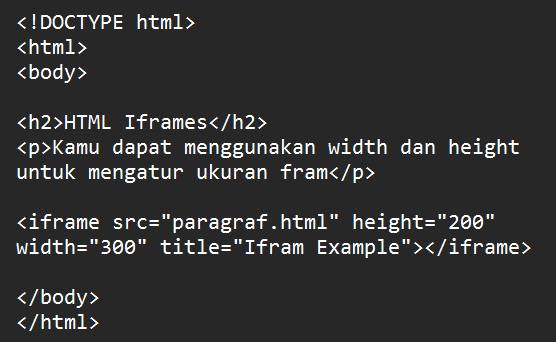 <!DOCTYPE html>
<html>
<body>
<h2>HTML Iframes</h2>
<p>Kamu dapat menggunakan width dan height
untuk mengatur ukuran fram</p>
<iframe src="paragraf.html" height="200"
width="300" title="Ifram Example"></iframe>
</body>
</html>